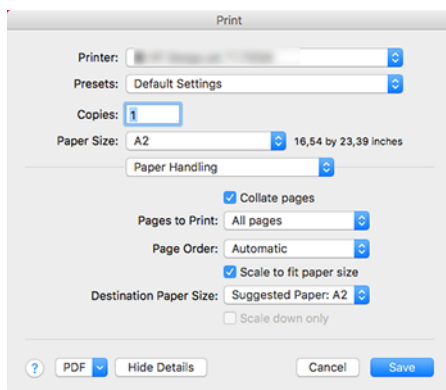 Print
Printer:
Presets: Default Settings
Copies: 1
Paper Size: A2 16,54 by 23,39 inches
Paper Handling
Collate pages
Pages to Print: All pages
Page Order: Automatic
Scale to fit paper size
Destination Paper Size: Suggested Paper: A2
Scale down only
? PDF Hide Details Cancel Save